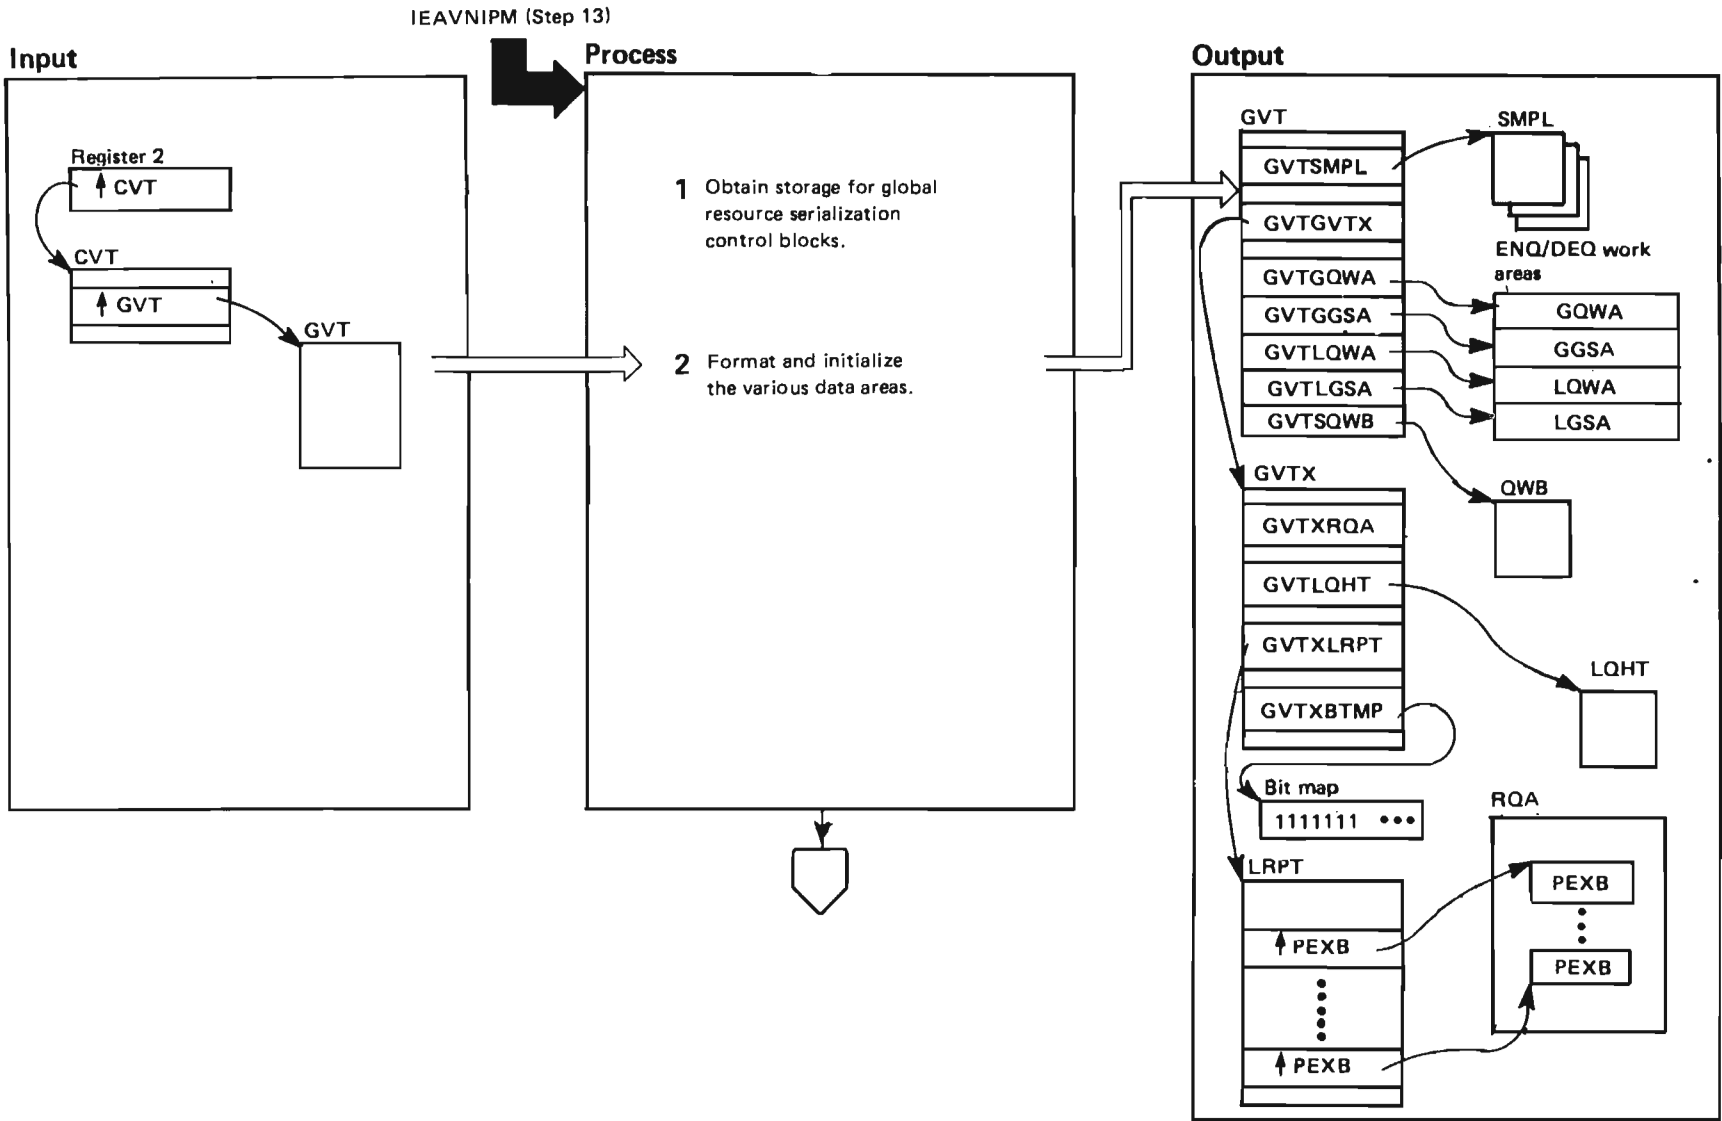 IEAVNIPM (Step 13)
Input
Register 2
CVT
CVT
GVT
GVT
Process
1 Obtain storage for global
resource serialization
control blocks.
2 Format and initialize
the various data areas.
Output
GVT
GVTSMPL
GVTGVTX
GVTGQWA
GVTGGSA
GVTLQWA
GVTLGSA
GVTSQWB
SMPL
ENQ/DEQ work
areas
GQWA
GGSA
LQWA
LGSA
QWB
GVTX
GVTXRQA
GVTLQHT
GVTXLRPT
GVTXBTMP
LQHT
Bit map
1111111 •••
LRPT
PEXB
PEXB
RQA
PEXB
PEXB